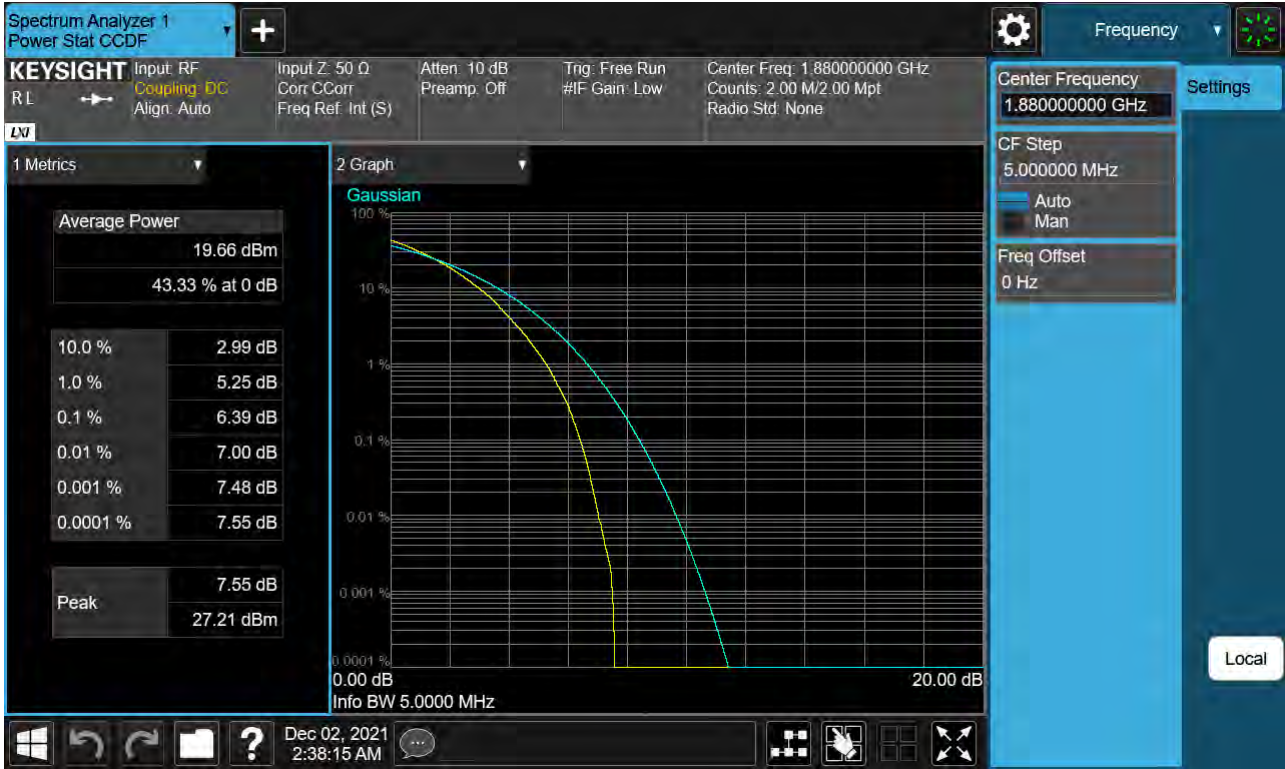 Spectrum Analyzer 1
Power Stat CCDF
Frequency
KEYSIGHT
R L
LXI
Input: RF
Coupling: DC
Align: Auto
Input Z: 50 Ω
Corr CCorr
Freq Ref: Int (S)
Atten: 10 dB
Preamp: Off
Trig: Free Run
#IF Gain: Low
Center Freq: 1.880000000 GHz
Counts: 2.00 M/2.00 Mpt
Radio Std: None
Center Frequency
1.880000000 GHz
Settings
CF Step
5.000000 MHz
Auto
Man
Freq Offset
0 Hz
1 Metrics
Average Power
19.66 dBm
43.33 % at 0 dB
10.0 % 2.99 dB
1.0 % 5.25 dB
0.1 % 6.39 dB
0.01 % 7.00 dB
0.001 % 7.48 dB
0.0001 % 7.55 dB
Peak
7.55 dB
27.21 dBm
2 Graph
Gaussian
100 %
10 %
1 %
0.1 %
0.01 %
0.001 %
0.0001 %
0.00 dB 20.00 dB
Info BW 5.0000 MHz
Local
?
Dec 02, 2021
2:38:15 AM